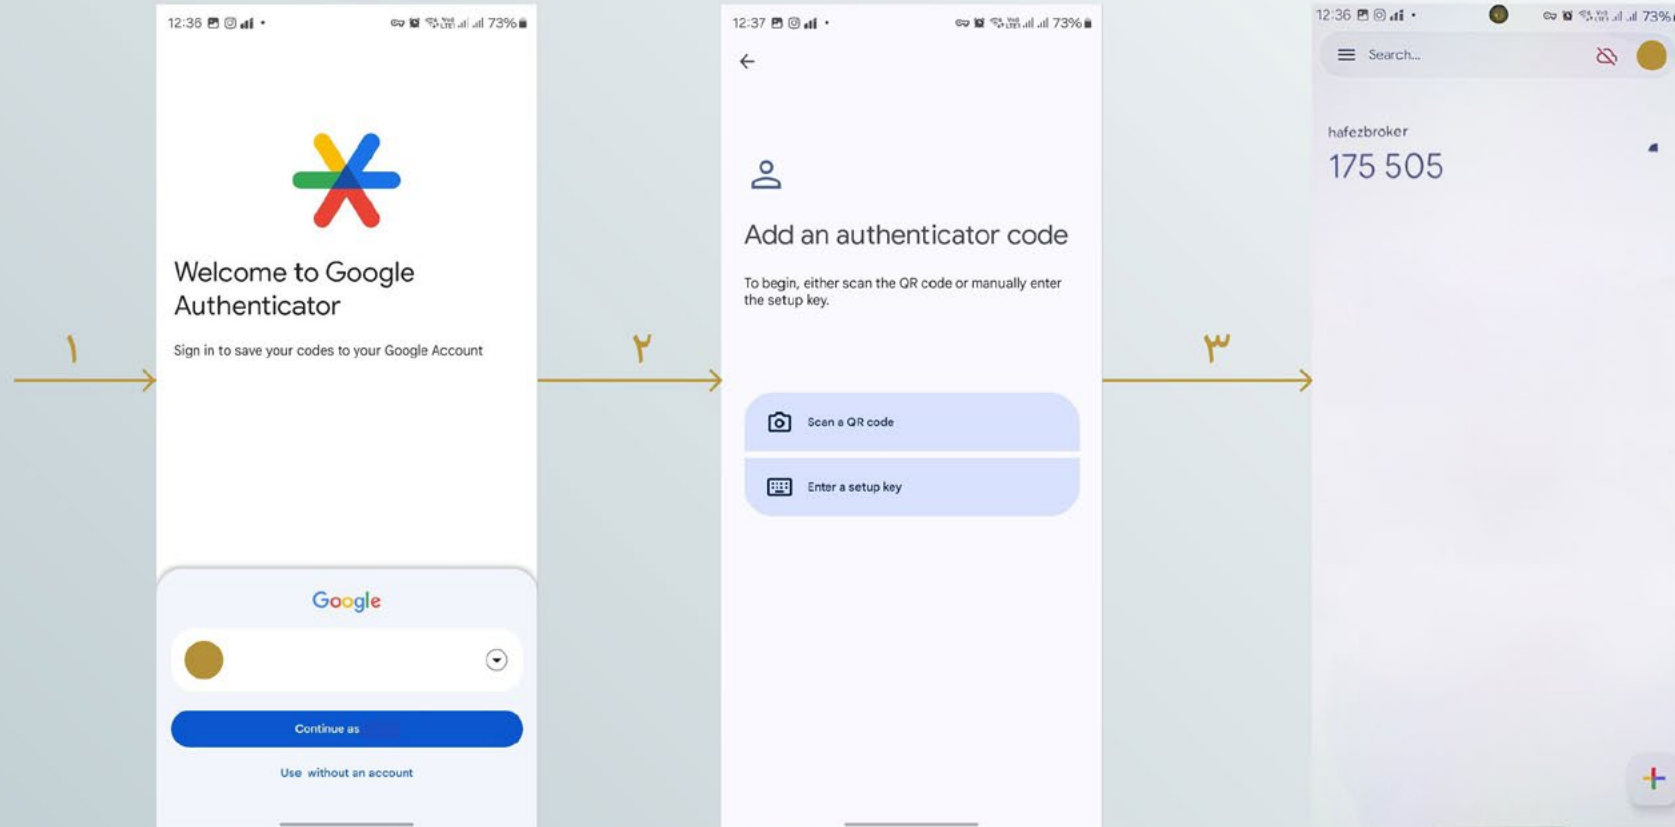 12:36
73%
Welcome to Google
Authenticator
Sign in to save your codes to your Google Account
Google
Continue as
Use without an account
۱
۲
12:37
73%
Add an authenticator code
To begin, either scan the QR code or manually enter
the setup key.
Scan a QR code
Enter a setup key
۳
12:36
73%
Search...
hafezbroker
175 505